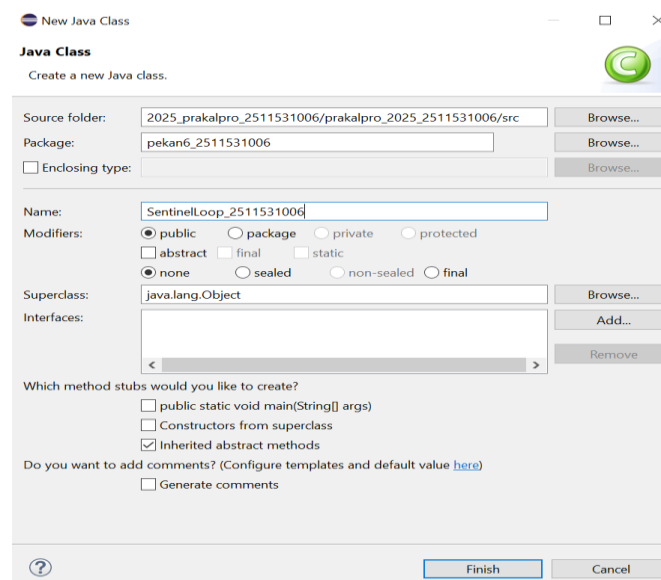 New Java Class
Java Class
Create a new Java class.
C
Source folder: 2025_prakalpro_2511531006/prakalpro_2025_2511531006/src Browse...
Package: pekan6_2511531006 Browse...
Enclosing type: Browse...
Name: SentinelLoop_2511531006
Modifiers: public package private protected
abstract final static
none sealed non-sealed final
Superclass: java.lang.Object Browse...
Interfaces: Add...
Remove
Which method stubs would you like to create?
public static void main(String[] args)
Constructors from superclass
Inherited abstract methods
Do you want to add comments? (Configure templates and default value here)
Generate comments
? Finish Cancel